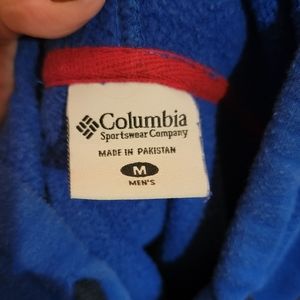 Columbia
Sportswear Company
MADE IN PAKISTAN
M
MEN'S